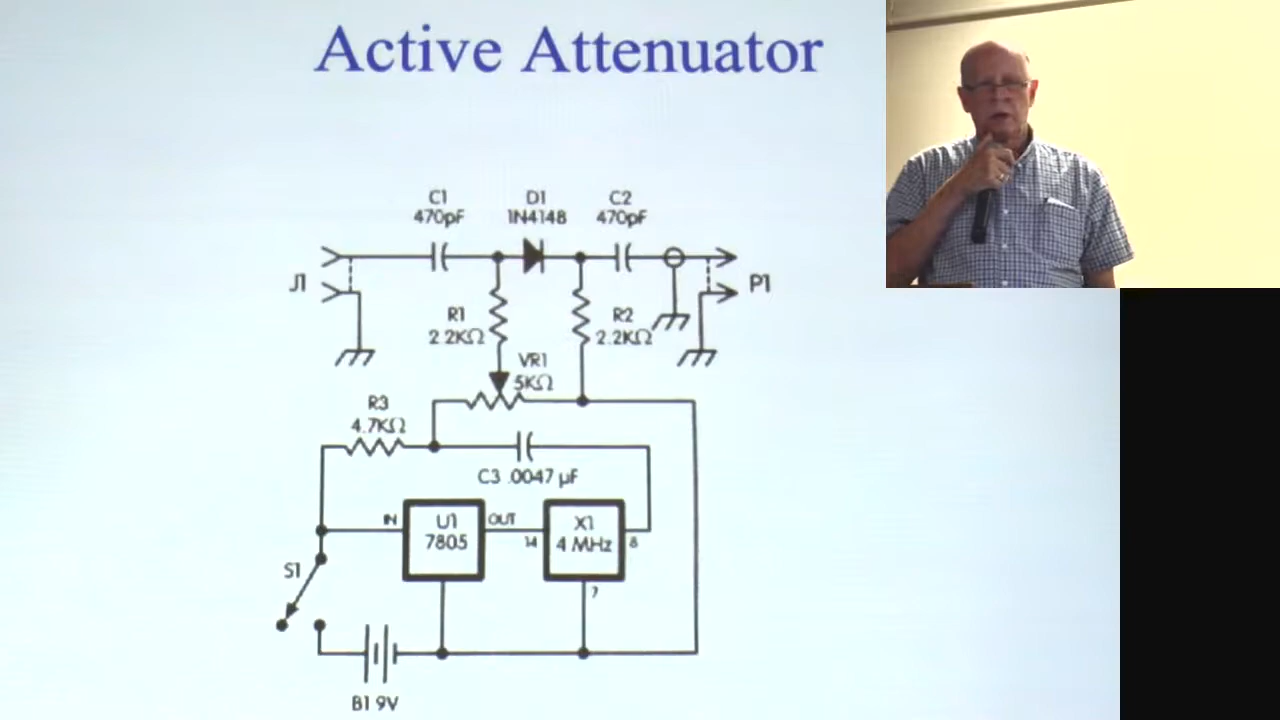 Active Attenuator
C1
470pF
D1
1N4148
C2
470pF
J1
P1
R1
2.2KΩ
R2
2.2KΩ
VR1
5KΩ
R3
4.7KΩ
C3 .0047 µF
IN
U1
7805
OUT
14
X1
4 MHz
8
7
S1
B1 9V